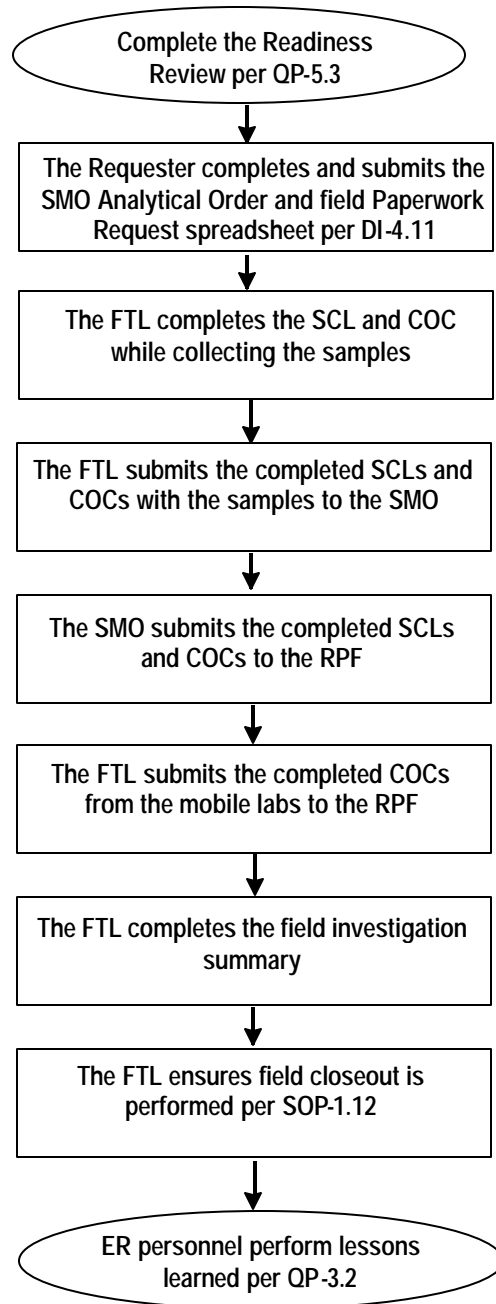 Complete the Readiness
Review per QP-5.3
The Requester completes and submits the
SMO Analytical Order and field Paperwork
Request spreadsheet per DI-4.11
The FTL completes the SCL and COC
while collecting the samples
The FTL submits the completed SCLs and
COCs with the samples to the SMO
The SMO submits the completed SCLs
and COCs to the RPF
The FTL submits the completed COCs
from the mobile labs to the RPF
The FTL completes the field investigation
summary
The FTL ensures field closeout is
performed per SOP-1.12
ER personnel perform lessons
learned per QP-3.2